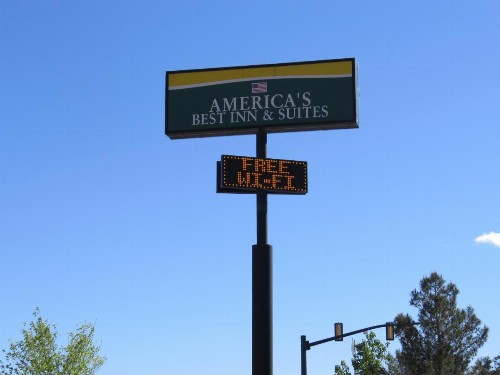 AMERICA'S
BEST INN & SUITES
FREE
WI-FI